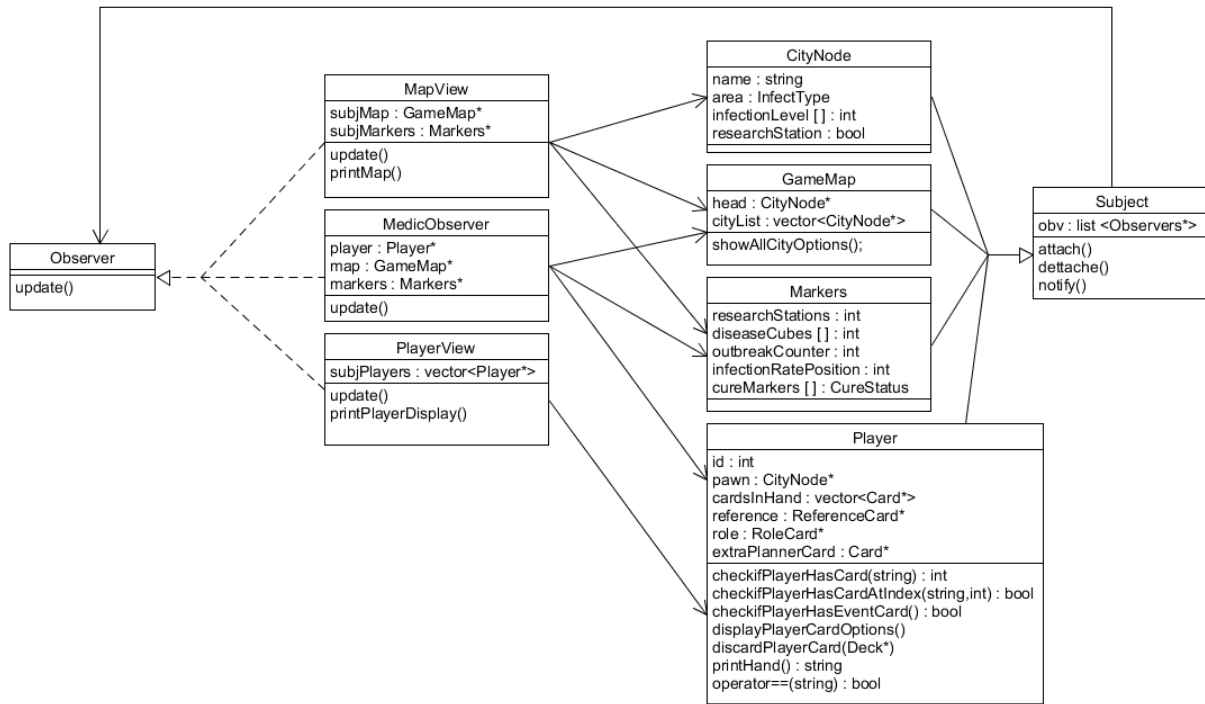 Observer
update()
MapView
subjMap : GameMap*
subjMarkers : Markers*
update()
printMap()
MedicObserver
player : Player*
map : GameMap*
markers : Markers*
update()
PlayerView
subjPlayers : vector<Player*>
update()
printPlayerDisplay()
CityNode
name : string
area : InfectType
infectionLevel [ ] : int
researchStation : bool
GameMap
head : CityNode*
cityList : vector<CityNode*>
showAllCityOptions();
Markers
researchStations : int
diseaseCubes [ ] : int
outbreakCounter : int
infectionRatePosition : int
cureMarkers [ ] : CureStatus
Player
id : int
pawn : CityNode*
cardsInHand : vector<Card*>
reference : ReferenceCard*
role : RoleCard*
extraPlannerCard : Card*
checkifPlayerHasCard(string) : int
checkifPlayerHasCardAtIndex(string,int) : bool
checkifPlayerHasEventCard() : bool
displayPlayerCardOptions()
discardPlayerCard(Deck*)
printHand() : string
operator==(string) : bool
Subject
obv : list <Observers*>
attach()
dettache()
notify()